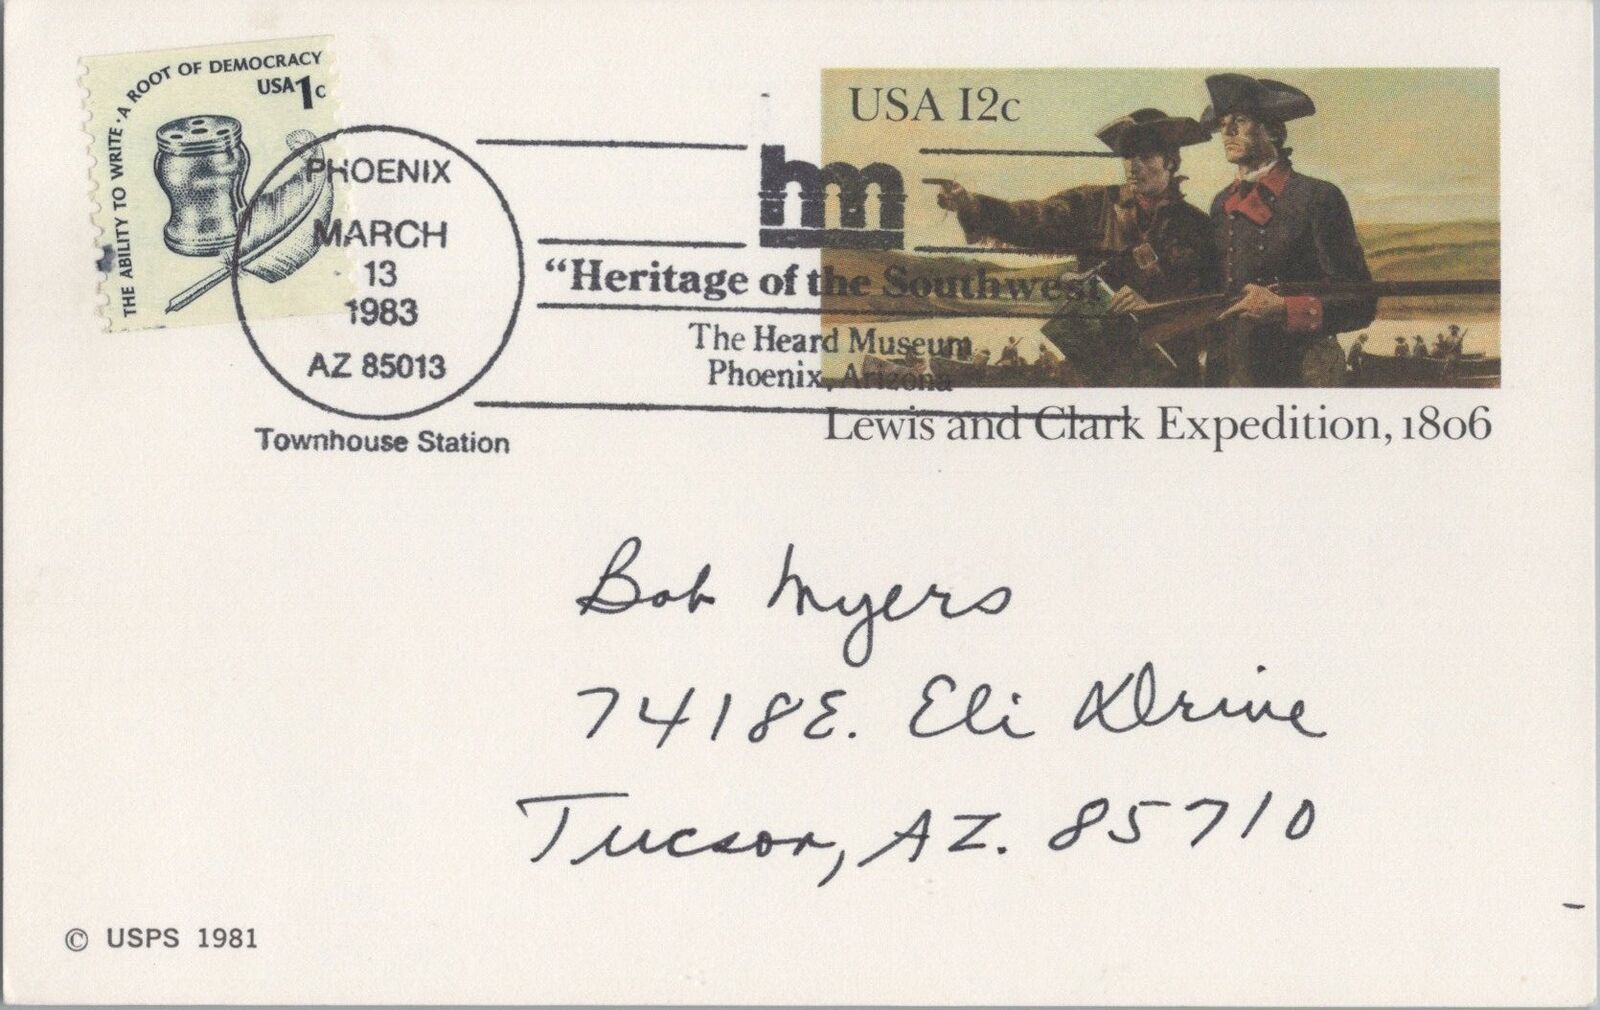 THE ABILITY TO WRITE · A ROOT OF DEMOCRACY
USA 1c
USA 12c
PHOENIX
MARCH
13
1983
AZ 85013
Townhouse Station
hm
"Heritage of the Southwest
The Heard Museum
Phoenix, Arizona
Lewis and Clark Expedition, 1806
Bob Myers
7418 E. Eli Drive
Tucson, AZ. 85710
© USPS 1981